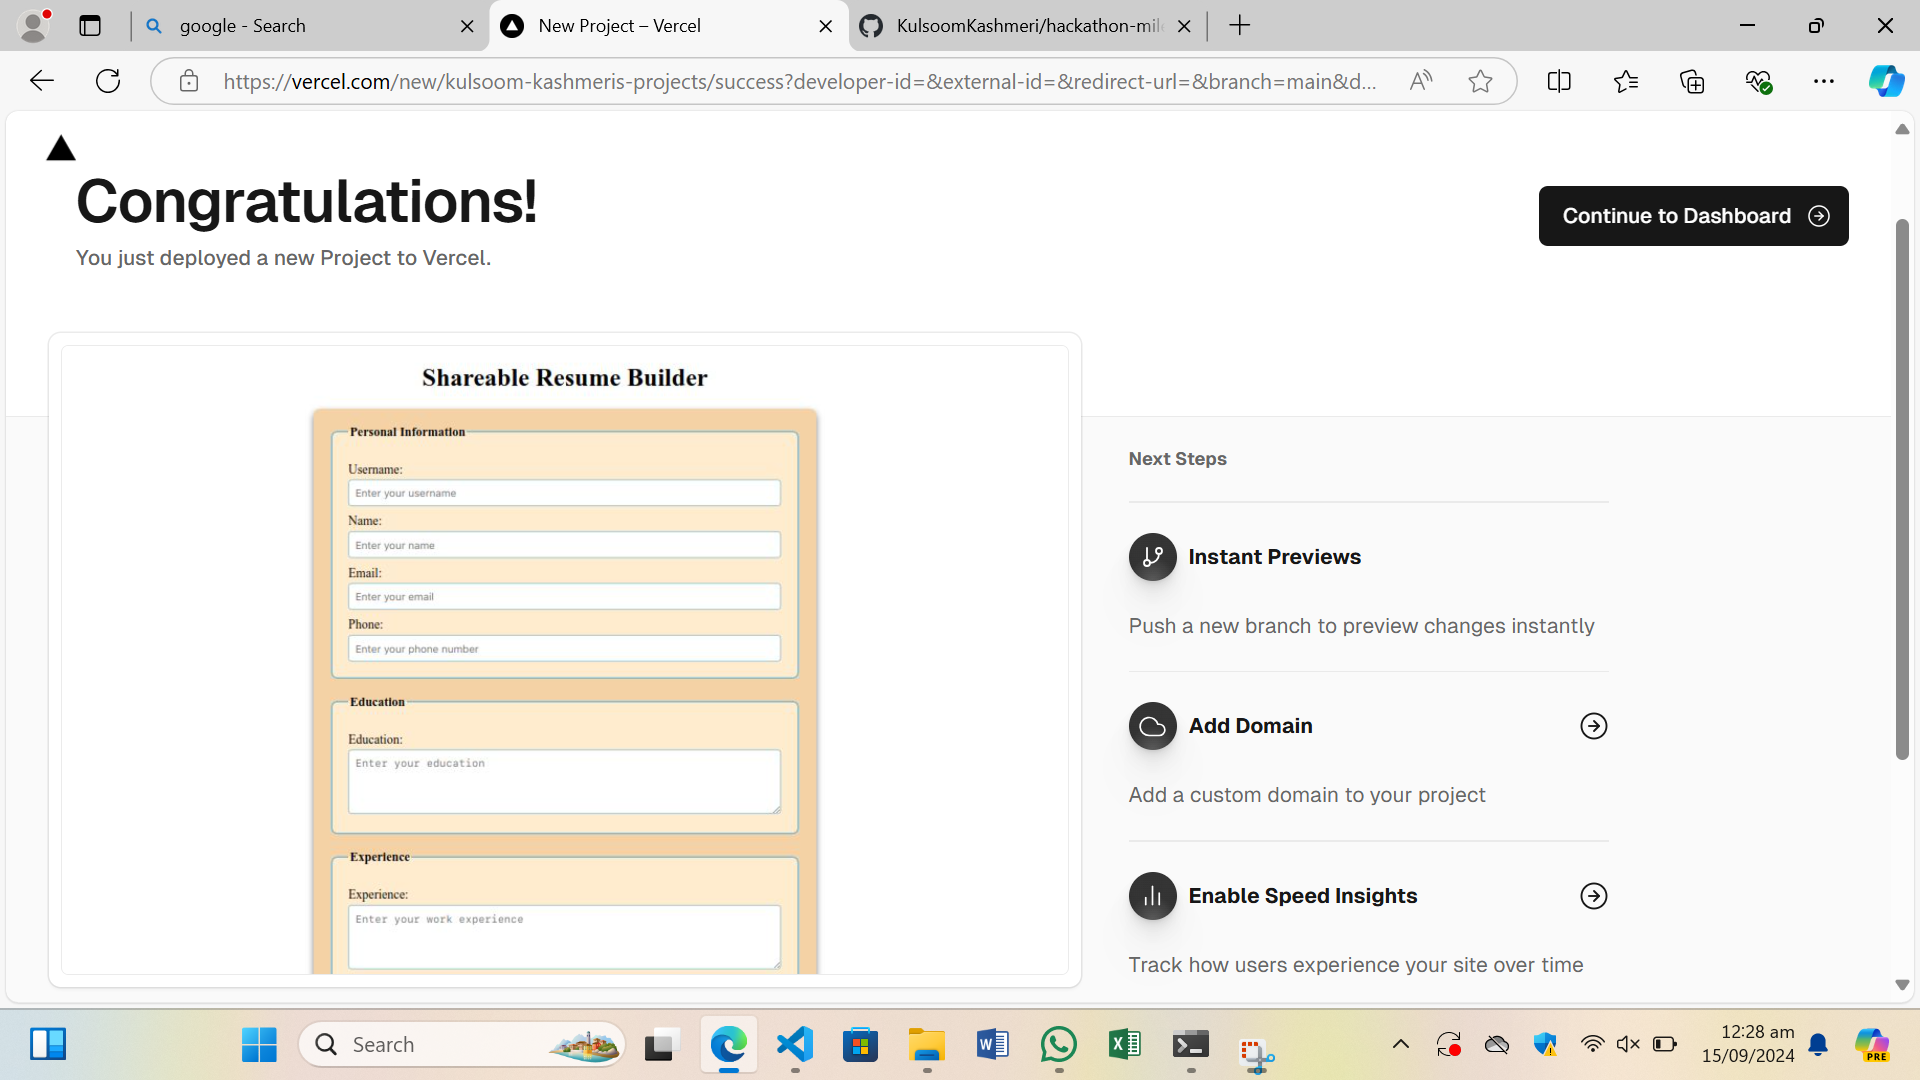 google - Search
New Project – Vercel
KulsoomKashmeri/hackathon-mil
https://vercel.com/new/kulsoom-kashmeris-projects/success?developer-id=&external-id=&redirect-url=&branch=main&d...
Congratulations!
You just deployed a new Project to Vercel.
Continue to Dashboard
Shareable Resume Builder
Personal Information
Username:
Enter your username
Name:
Enter your name
Email:
Enter your email
Phone:
Enter your phone number
Education
Education:
Enter your education
Experience
Experience:
Enter your work experience
Next Steps
Instant Previews
Push a new branch to preview changes instantly
Add Domain
Add a custom domain to your project
Enable Speed Insights
Track how users experience your site over time
Search
12:28 am
15/09/2024
PRE